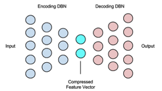 Encoding DBN
Decoding DBN
Input
Output
Compressed
Feature Vector